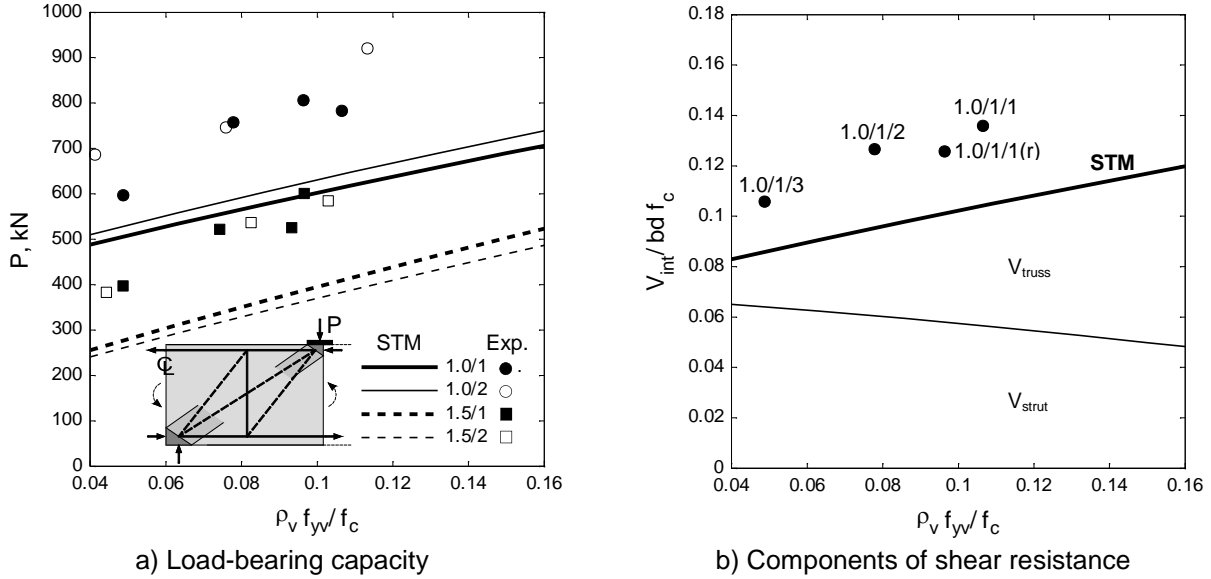 1000
900
800
700
600
500
400
300
200
100
0
P, kN
0.04 0.06 0.08 0.1 0.12 0.14 0.16
ρv fyv/ fc
P
℄
STM Exp.
1.0/1 .
1.0/2
1.5/1
1.5/2
a) Load-bearing capacity
0.18
0.16
0.14
0.12
0.1
0.08
0.06
0.04
0.02
0
Vint/ bd fc
1.0/1/1
1.0/1/2
1.0/1/1(r)
STM
1.0/1/3
Vtruss
Vstrut
0.04 0.06 0.08 0.1 0.12 0.14 0.16
ρv fyv/ fc
b) Components of shear resistance